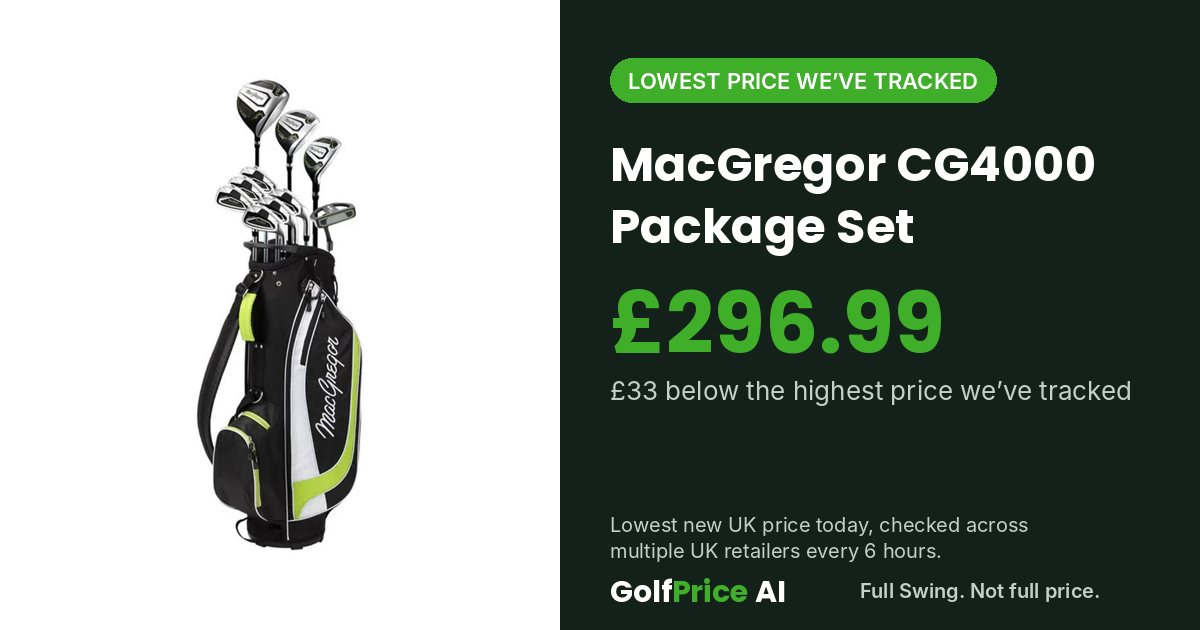 LOWEST PRICE WE’VE TRACKED
MacGregor CG4000
Package Set
£296.99
£33 below the highest price we’ve tracked
Lowest new UK price today, checked across
multiple UK retailers every 6 hours.
GolfPrice AI
Full Swing. Not full price.
MacGregor